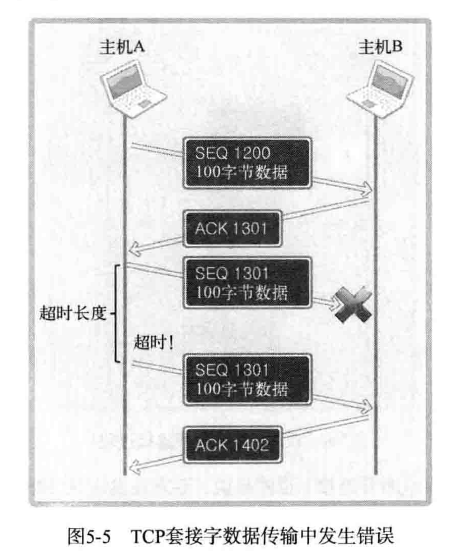 主机A
主机B
SEQ 1200
100字节数据
ACK 1301
SEQ 1301
100字节数据
超时长度
超时!
SEQ 1301
100字节数据
ACK 1402
图5-5 TCP套接字数据传输中发生错误